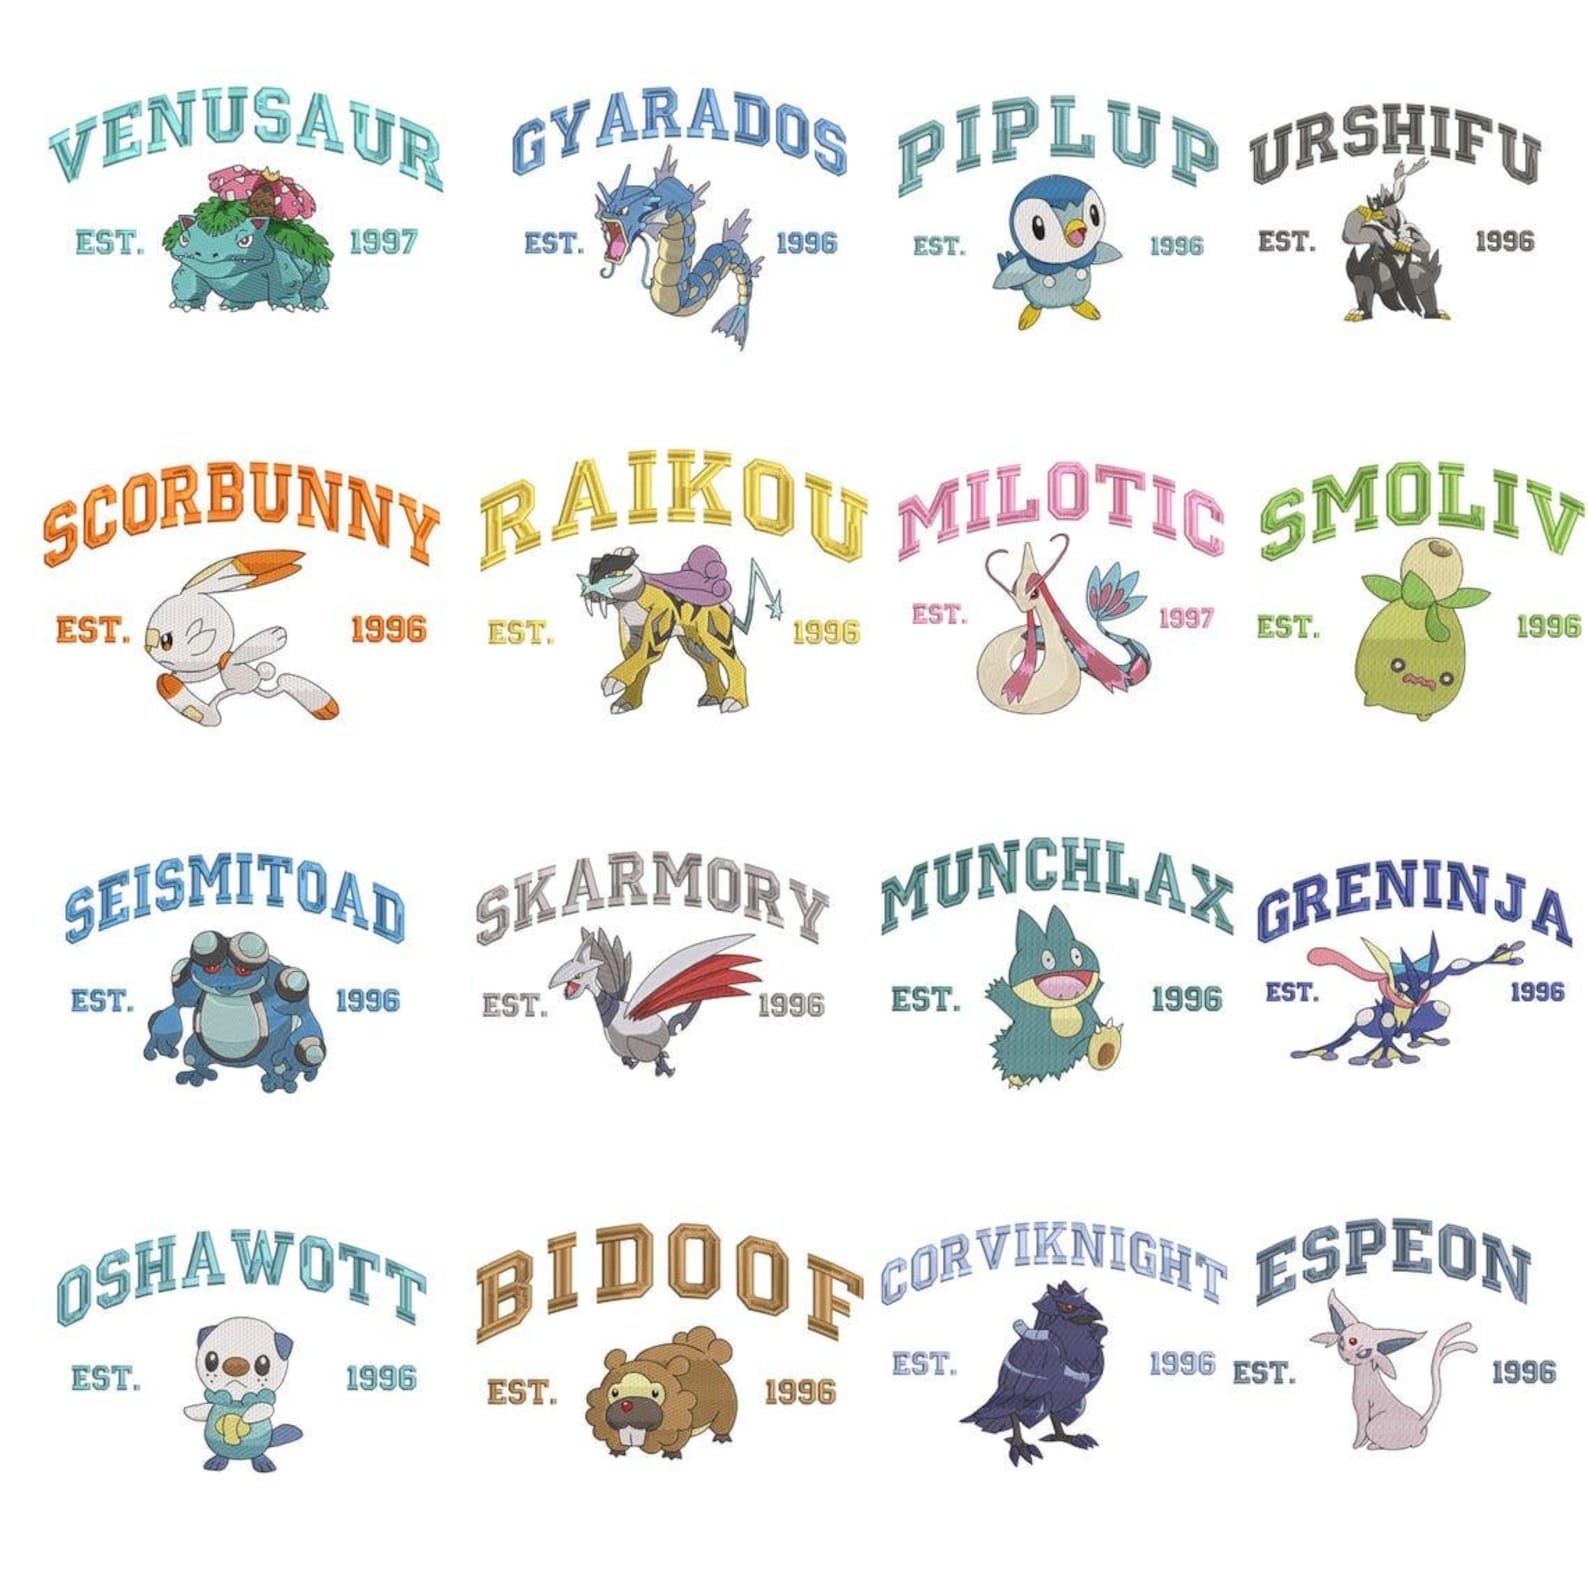 VENUSAUR
EST. 1997
GYARADOS
EST. 1996
PIPLUP
EST. 1996
URSHIFU
EST. 1996
SCORBUNNY
EST. 1996
RAIKOU
EST. 1996
MILOTIC
EST. 1997
SMOLIV
EST. 1996
SEISMITOAD
EST. 1996
SKARMORY
EST. 1996
MUNCHLAX
EST. 1996
GRENINJA
EST. 1996
OSHAWOTT
EST. 1996
BIDOOF
EST. 1996
CORVIKNIGHT
EST. 1996
ESPEON
EST. 1996